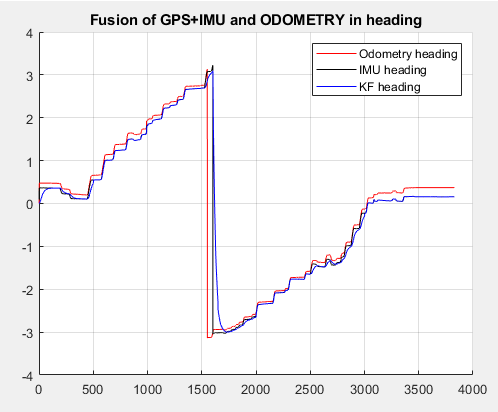 Fusion of GPS+IMU and ODOMETRY in heading
Odometry heading
IMU heading
KF heading
4
3
2
1
0
-1
-2
-3
-4
0 500 1000 1500 2000 2500 3000 3500 4000